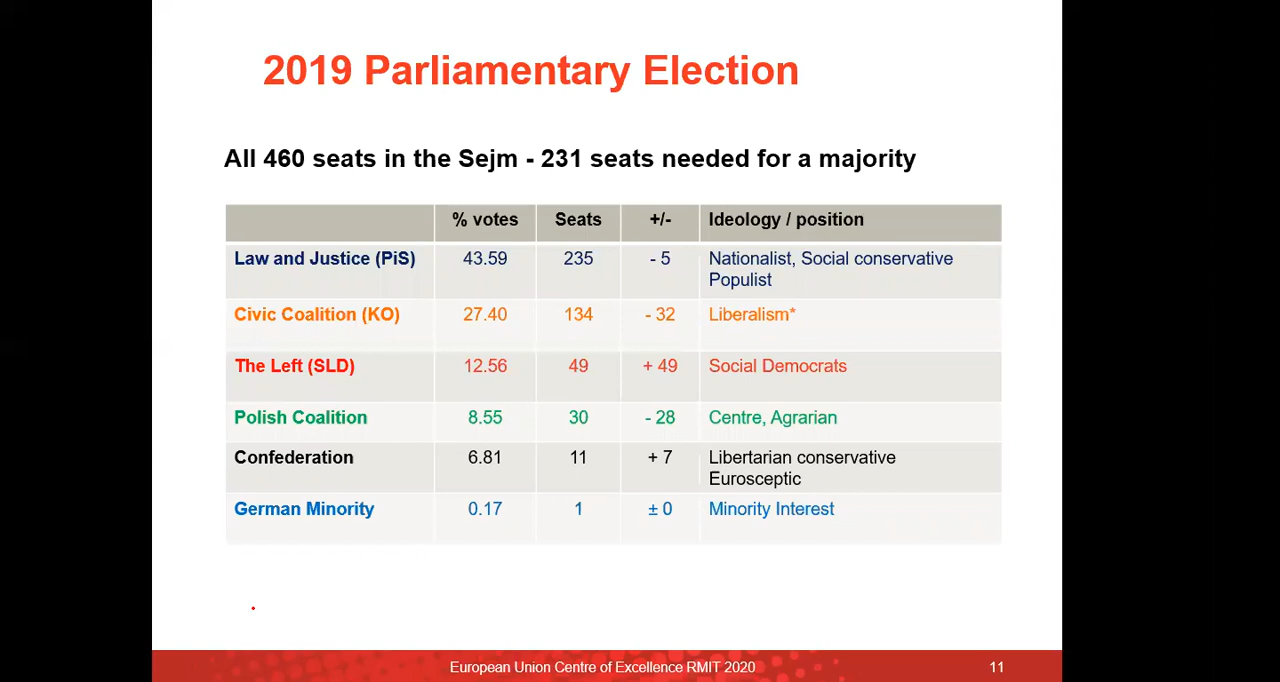 2019 Parliamentary Election
All 460 seats in the Sejm - 231 seats needed for a majority
% votes Seats +/- Ideology / position
Law and Justice (PiS) 43.59 235 - 5 Nationalist, Social conservative
Populist
Civic Coalition (KO) 27.40 134 - 32 Liberalism*
The Left (SLD) 12.56 49 + 49 Social Democrats
Polish Coalition 8.55 30 - 28 Centre, Agrarian
Confederation 6.81 11 + 7 Libertarian conservative
Eurosceptic
German Minority 0.17 1 ± 0 Minority Interest
European Union Centre of Excellence RMIT 2020 11